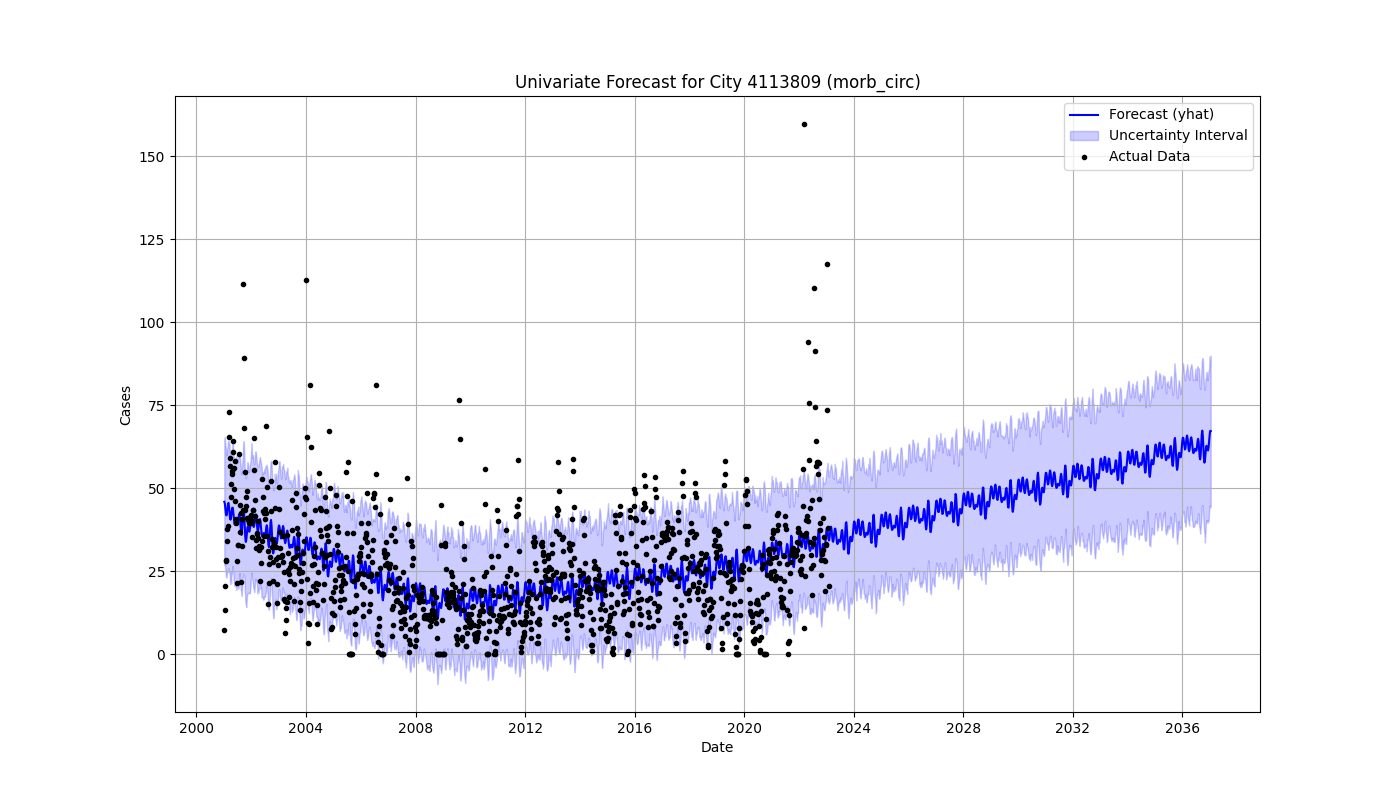 Univariate Forecast for City 4113809 (morb_circ)
Forecast (yhat)
Uncertainty Interval
Actual Data
150
125
100
75
50
25
0
Cases
2000 2004 2008 2012 2016 2020 2024 2028 2032 2036
Date